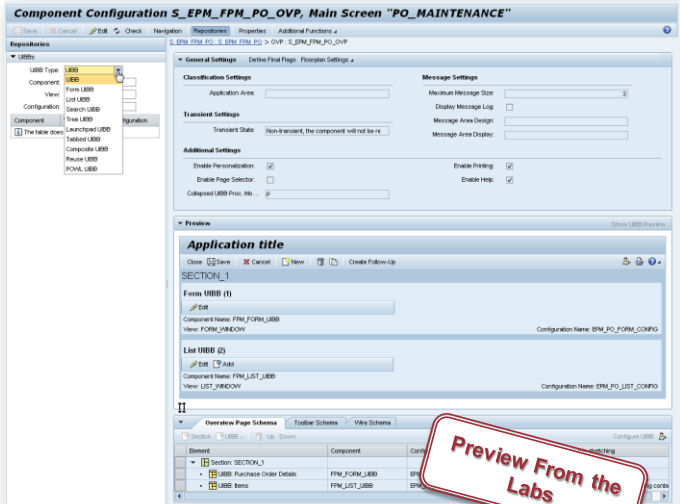 Component Configuration S_EPM_FPM_PO_OVP, Main Screen "PO_MAINTENANCE"
Save Cancel Edit Check Navigation Repositories Properties Additional Functions
Repositories
UIBBs
UIBB Type: UIBB
Component:
View:
Configuration:
UIBB
Form UIBB
List UIBB
Search UIBB
Tree UIBB
Launchpad UIBB
Tabbed UIBB
Composite UIBB
Reuse UIBB
POWL UIBB
Component
The table does
S_EPM_FPM_PO: S_EPM_FPM_PO > OVP: S_EPM_FPM_PO_OVP
General Settings Define Final Flags Floorplan Settings
Classification Settings Message Settings
Application Area: Maximum Message Size: 3
Display Message Log:
Transient Settings Message Area Design:
Transient State: Non-transient, the component will not be re Message Area Display:
Additional Settings
Enable Personalization: Enable Printing:
Enable Page Selector: Enable Help:
Collapsed UIBB Proc. Mo... P
Preview Show UIBB Preview
Application title
Close Save Cancel New Create Follow-Up
SECTION_1
Form UIBB (1)
Edit
Component Name: FPM_FORM_UIBB
View: FORM_WINDOW Configuration Name: EPM_PO_FORM_CONFIG
List UIBB (2)
Edit Add
Component Name: FPM_LIST_UIBB
View: LIST_WINDOW Configuration Name: EPM_PO_LIST_CONFIG
Overview Page Schema Toolbar Schema Wire Schema
Section UIBB Up Down Configure UIBB
Element Component
Section: SECTION_1
UIBB: Purchase Order Details FPM_FORM_UIBB
UIBB: Items FPM_LIST_UIBB
Preview From the
Labs